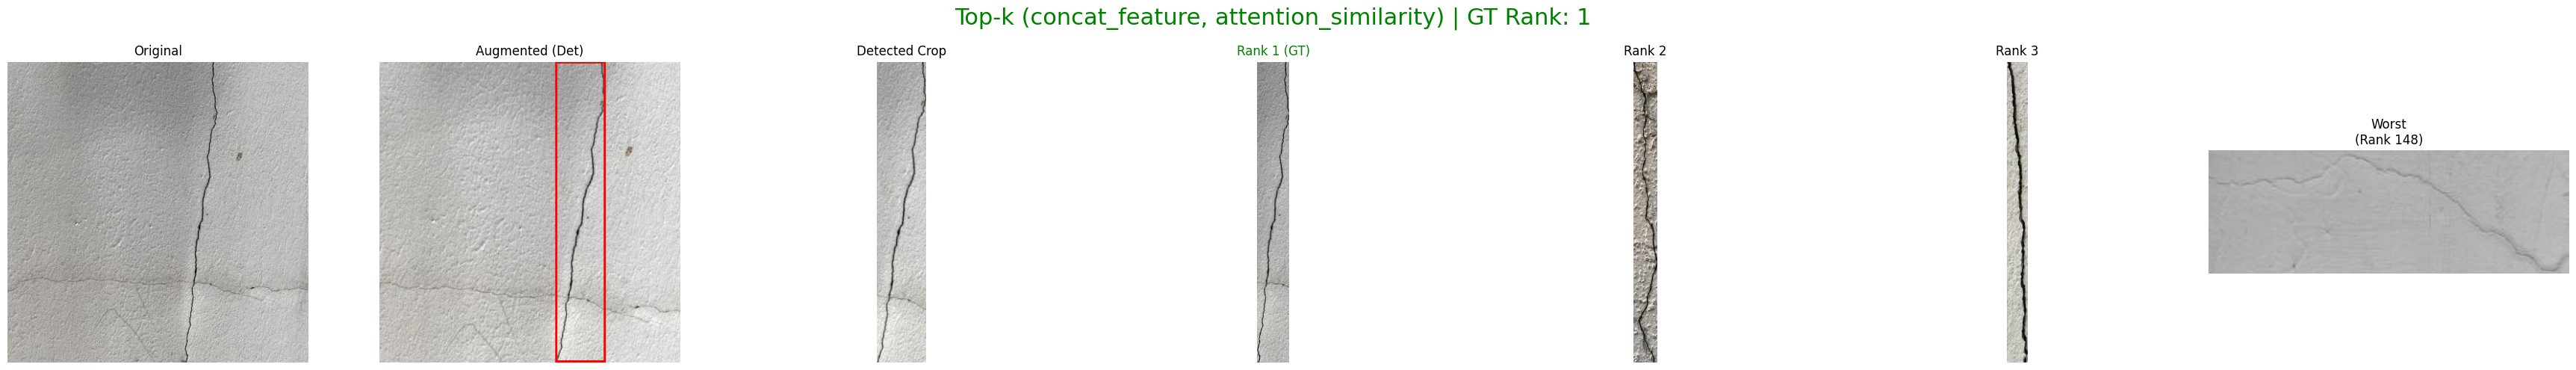 Top-k (concat_feature, attention_similarity) | GT Rank: 1
Original
Augmented (Det)
Detected Crop
Rank 1 (GT)
Rank 2
Rank 3
Worst
(Rank 148)